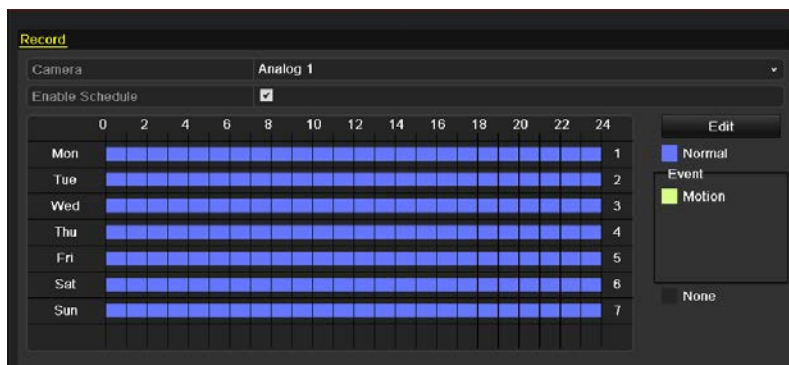 Record
Camera Analog 1
Enable Schedule
0 2 4 6 8 10 12 14 16 18 20 22 24
Edit
Mon 1
Normal
Tue 2
Event
Wed 3
Motion
Thu 4
Fri 5
Sat 6
None
Sun 7